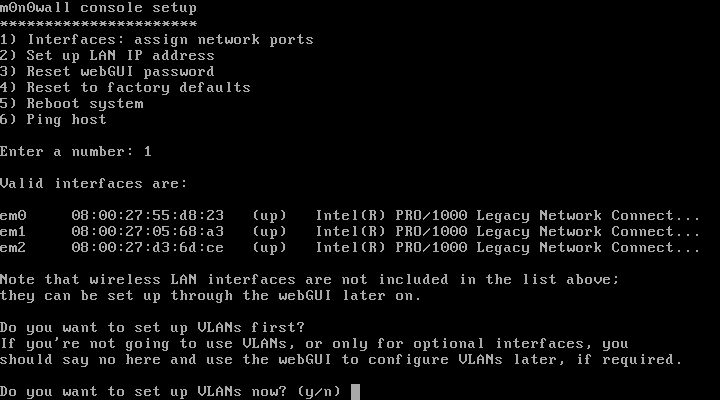 m0n0wall console setup
**********************
1) Interfaces: assign network ports
2) Set up LAN IP address
3) Reset webGUI password
4) Reset to factory defaults
5) Reboot system
6) Ping host
Enter a number: 1
Valid interfaces are:
em0 08:00:27:55:d8:23 (up) Intel(R) PRO/1000 Legacy Network Connect...
em1 08:00:27:05:68:a3 (up) Intel(R) PRO/1000 Legacy Network Connect...
em2 08:00:27:d3:6d:ce (up) Intel(R) PRO/1000 Legacy Network Connect...
Note that wireless LAN interfaces are not included in the list above;
they can be set up through the webGUI later on.
Do you want to set up VLANs first?
If you're not going to use VLANs, or only for optional interfaces, you
should say no here and use the webGUI to configure VLANs later, if required.
Do you want to set up VLANs now? (y/n)